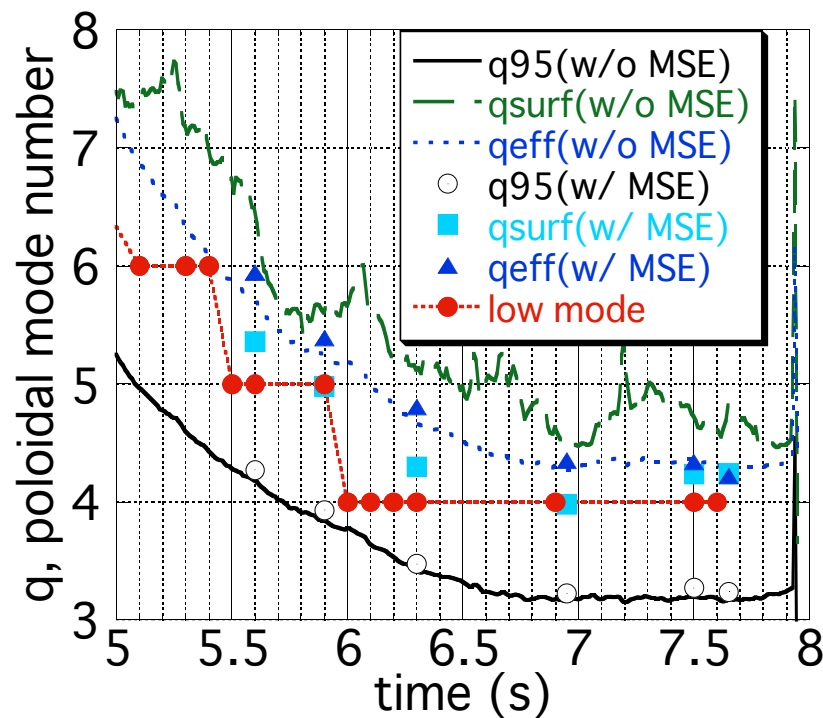 8
7
6
5
4
3
q, poloidal mode number
q95(w/o MSE)
qsurf(w/o MSE)
qeff(w/o MSE)
q95(w/ MSE)
qsurf(w/ MSE)
qeff(w/ MSE)
low mode
5 5.5 6 6.5 7 7.5 8
time (s)